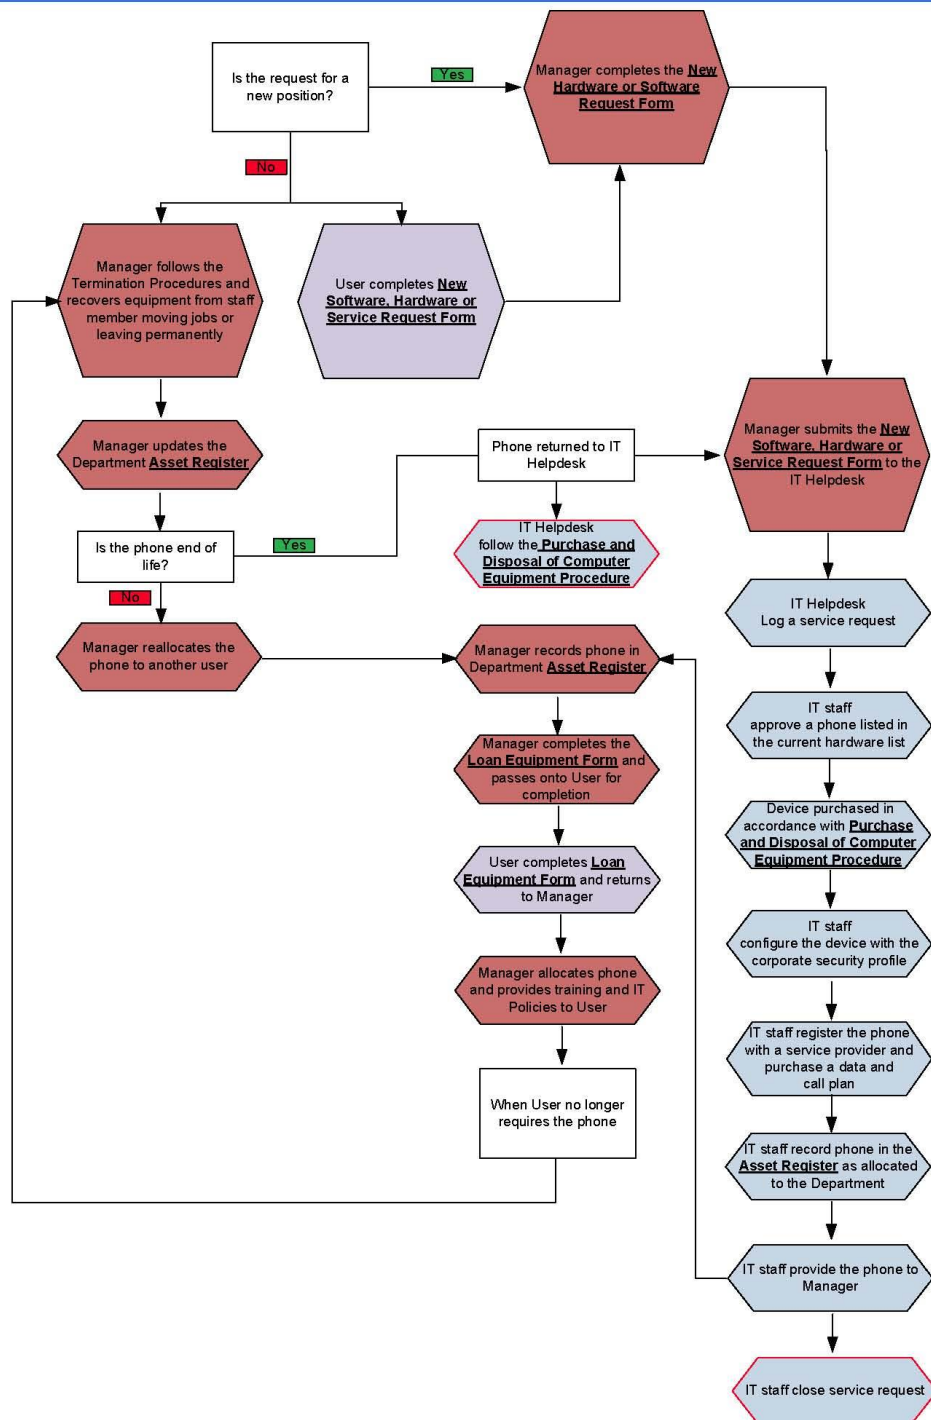 Is the request for a
new position?
Yes
Manager completes the New
Hardware or Software
Request Form
No
Manager follows the
Termination Procedures and
recovers equipment from staff
member moving jobs or
leaving permanently
User completes New
Software, Hardware or
Service Request Form
Manager updates the
Department Asset Register
Phone returned to IT
Helpdesk
Manager submits the New
Software, Hardware or
Service Request Form to the
IT Helpdesk
Is the phone end of
life?
Yes
IT Helpdesk
follow the Purchase and
Disposal of Computer
Equipment Procedure
No
IT Helpdesk
Log a service request
Manager reallocates the
phone to another user
Manager records phone in
Department Asset Register
IT staff
approve a phone listed in
the current hardware list
Manager completes the
Loan Equipment Form and
passes onto User for
completion
Device purchased in
accordance with Purchase
and Disposal of Computer
Equipment Procedure
User completes Loan
Equipment Form and returns
to Manager
IT staff
configure the device with the
corporate security profile
Manager allocates phone
and provides training and IT
Policies to User
IT staff register the phone
with a service provider and
purchase a data and
call plan
When User no longer
requires the phone
IT staff record phone in the
Asset Register as allocated
to the Department
IT staff provide the phone to
Manager
IT staff close service request